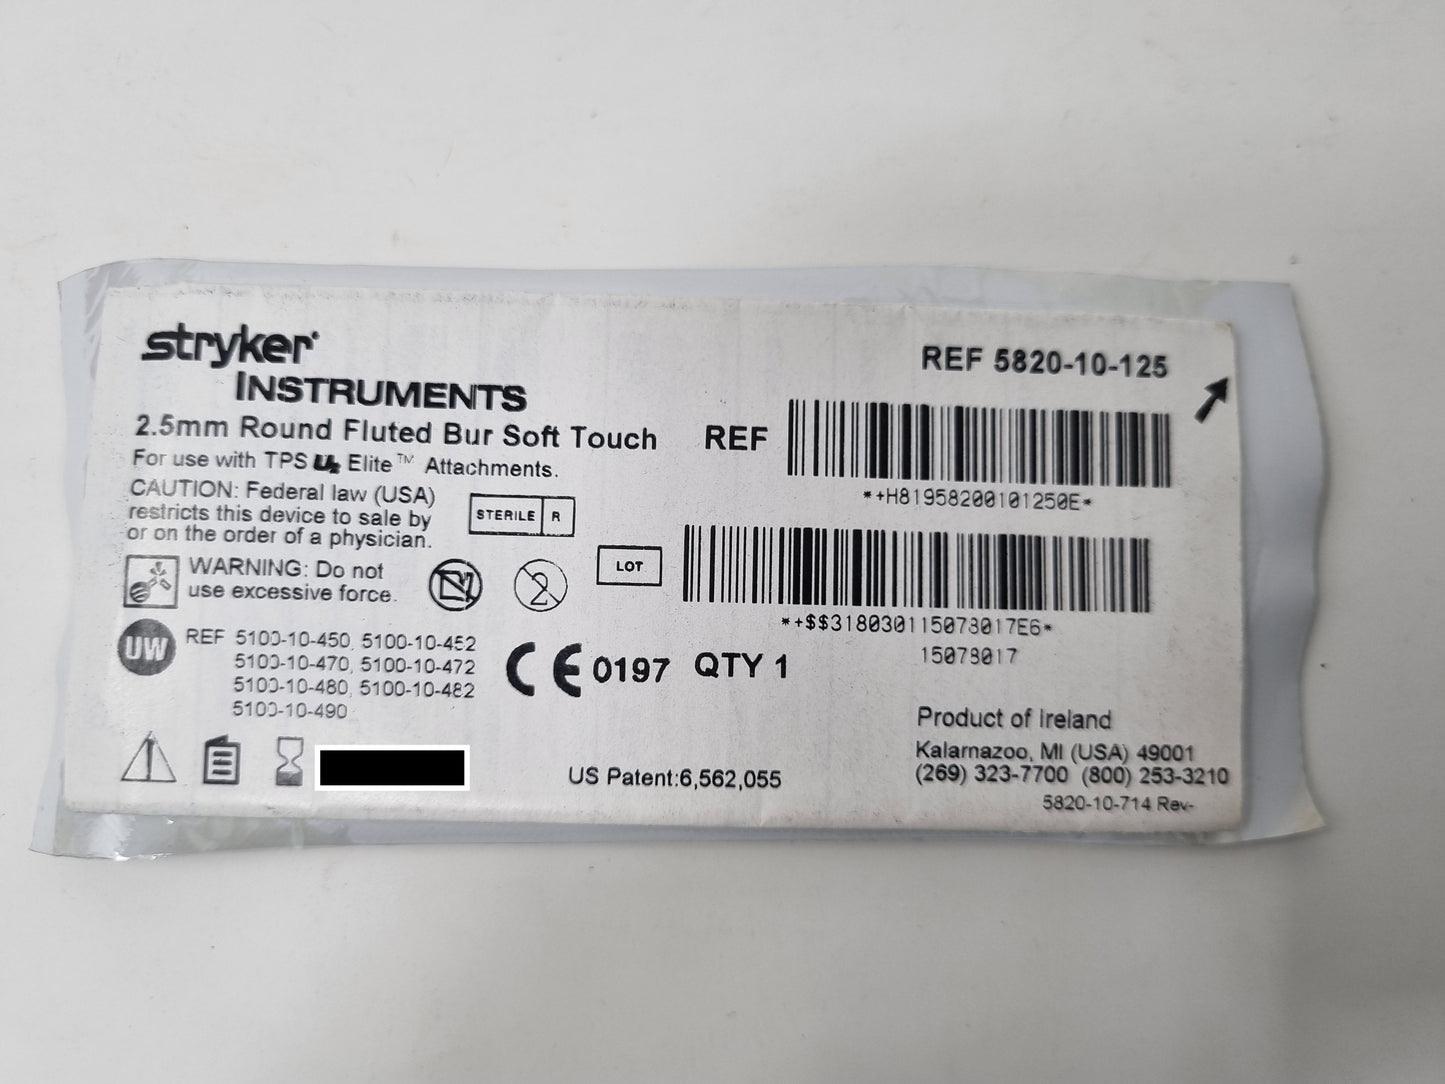 stryker
INSTRUMENTS
2.5mm Round Fluted Bur Soft Touch
For use with TPS U2 Elite™ Attachments.
CAUTION: Federal law (USA)
restricts this device to sale by
or on the order of a physician.
STERILE R
WARNING: Do not
use excessive force.
2
UW
REF 5100-10-450, 5100-10-452
5100-10-470, 5100-10-472
5100-10-480, 5100-10-482
5100-10-490
CE 0197 QTY 1
US Patent:6,562,055
REF 5820-10-125
REF
*+H81958200101250E*
LOT
*+$$318030115078017E6*
15078017
Product of Ireland
Kalamazoo, MI (USA) 49001
(269) 323-7700 (800) 253-3210
5820-10-714 Rev-